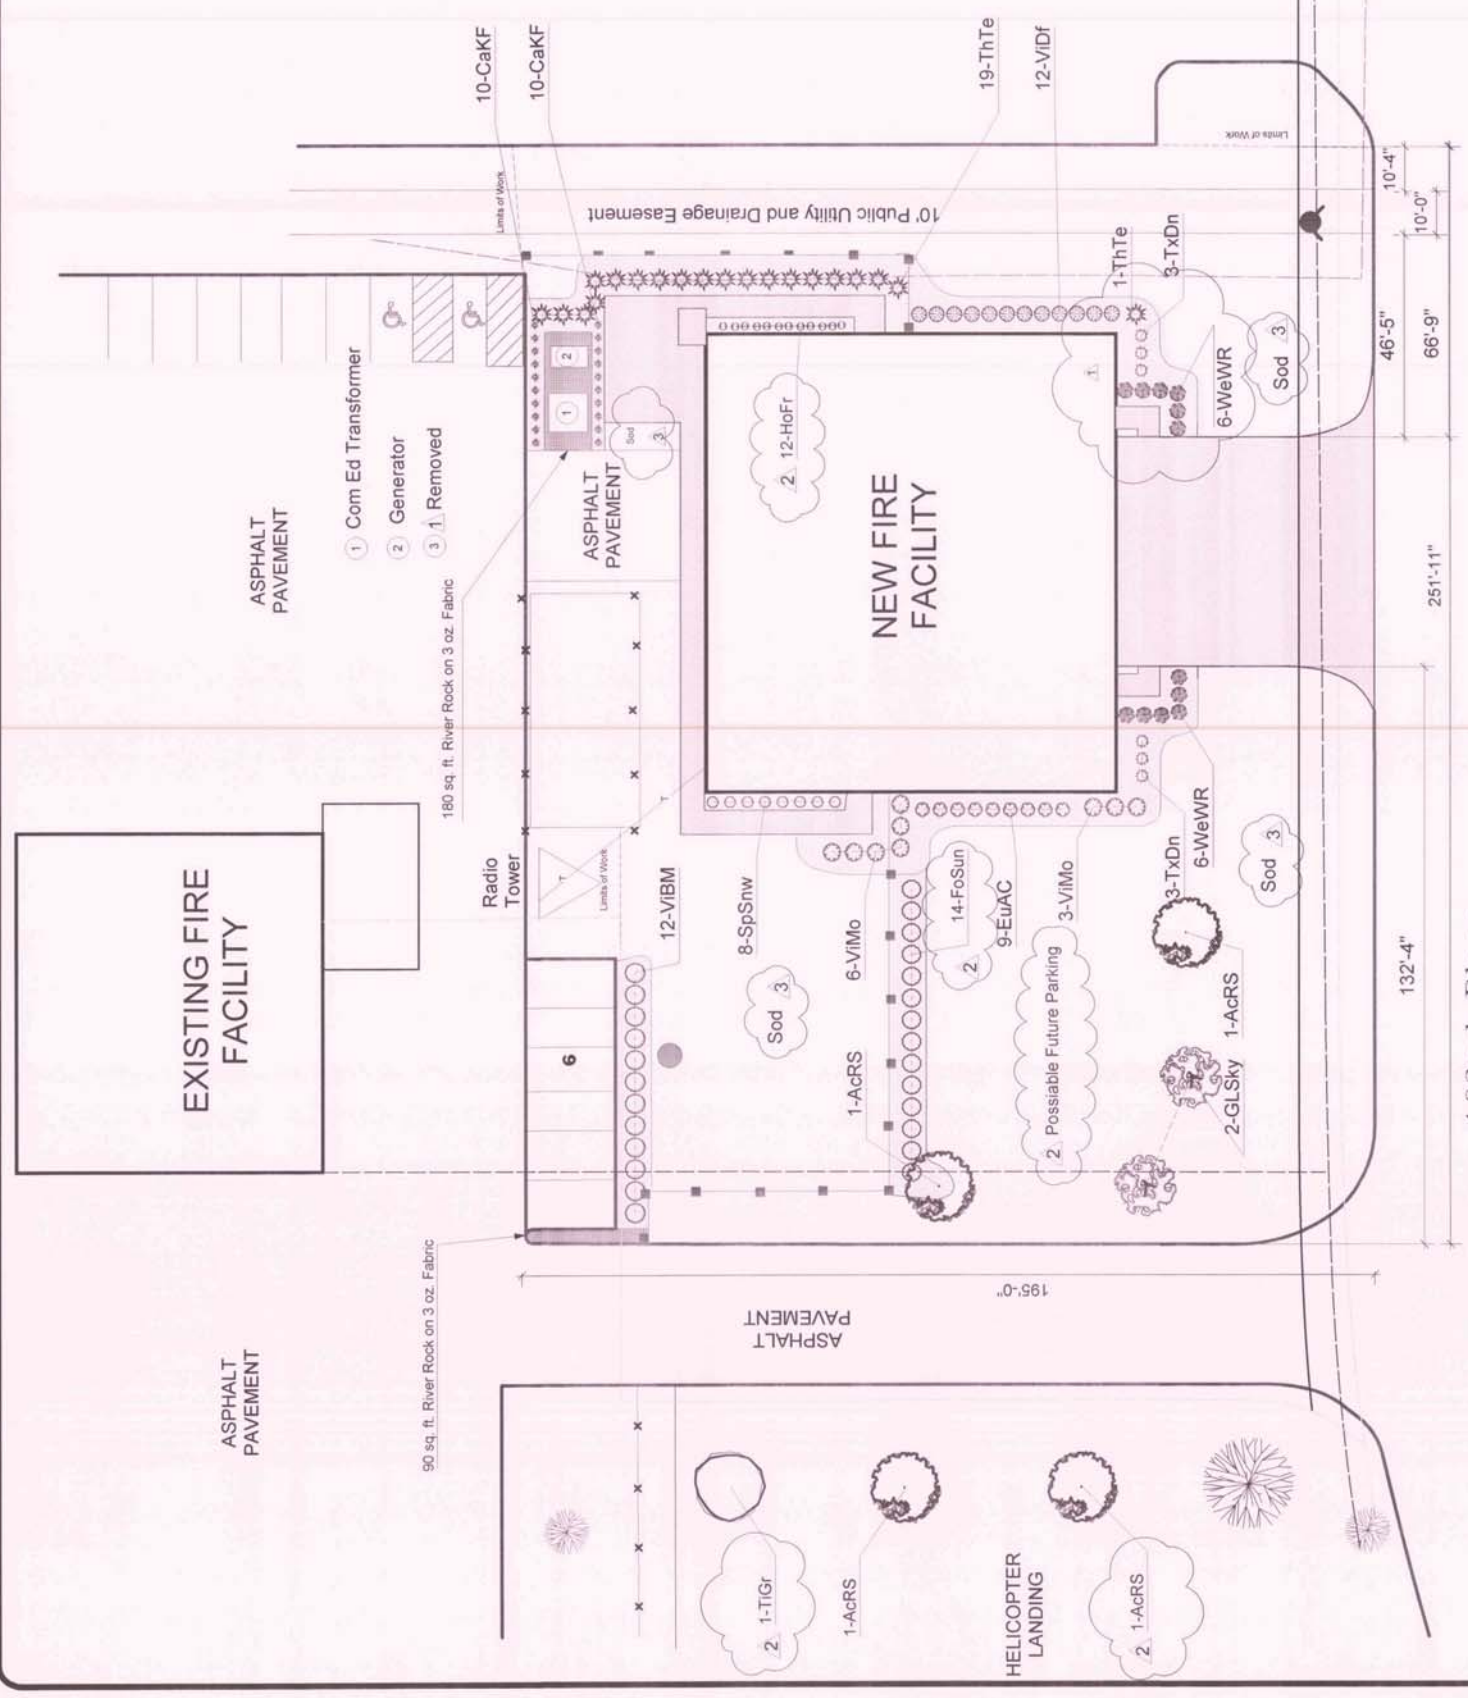 10-CaKF
10-CaKF
19-ThTe
12-ViDf
Limits of Work
Limits of Work
10' Public Utility and Drainage Easement
10'-4"
10'-0"
1-ThTe
3-TxDn
46'-5"
66'-9"
6-WeWR
Sod 3
1
1 Com Ed Transformer
2 Generator
3 1 Removed
1
2
Sod
3
2 12-HoFr
ASPHALT
PAVEMENT
ASPHALT
PAVEMENT
180 sq. ft. River Rock on 3 oz. Fabric
NEW FIRE
FACILITY
251'-11"
EXISTING FIRE
FACILITY
Radio
Tower
T
T
Limits of Work
12-ViBM
8-SpSnw
6-ViMo
14-FoSun
2
9-EuAC
3-ViMo
3-TxDn
6-WeWR
Sod 3
Sod 3
6
1-AcRS
2 Possiable Future Parking
2-GLSky
1-AcRS
132'-4"
90 sq. ft. River Rock on 3 oz. Fabric
195'-0"
ASPHALT
PAVEMENT
ASPHALT
PAVEMENT
2 1-TiGr
1-AcRS
HELICOPTER
LANDING
2 1-AcRS